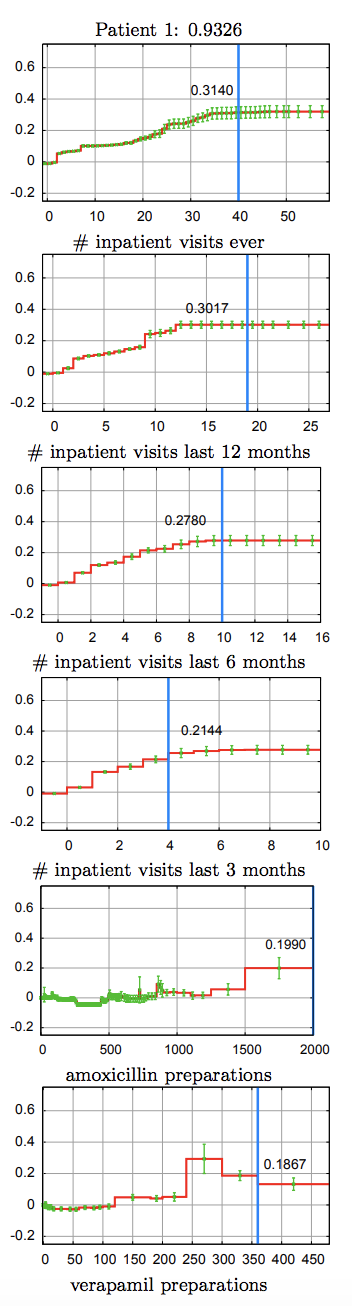 Patient 1: 0.9326
0.6
0.4
0.3140
0.2
0
-0.2
0 10 20 30 40 50
# inpatient visits ever
0.6
0.4
0.3017
0.2
0
-0.2
0 5 10 15 20 25
# inpatient visits last 12 months
0.6
0.4
0.2780
0.2
0
-0.2
0 2 4 6 8 10 12 14 16
# inpatient visits last 6 months
0.6
0.4
0.2144
0.2
0
-0.2
0 2 4 6 8 10
# inpatient visits last 3 months
0.6
0.4
0.1990
0.2
0
-0.2
0 500 1000 1500 2000
amoxicillin preparations
0.6
0.4
0.1867
0.2
0
-0.2
0 50 100 150 200 250 300 350 400 450
verapamil preparations